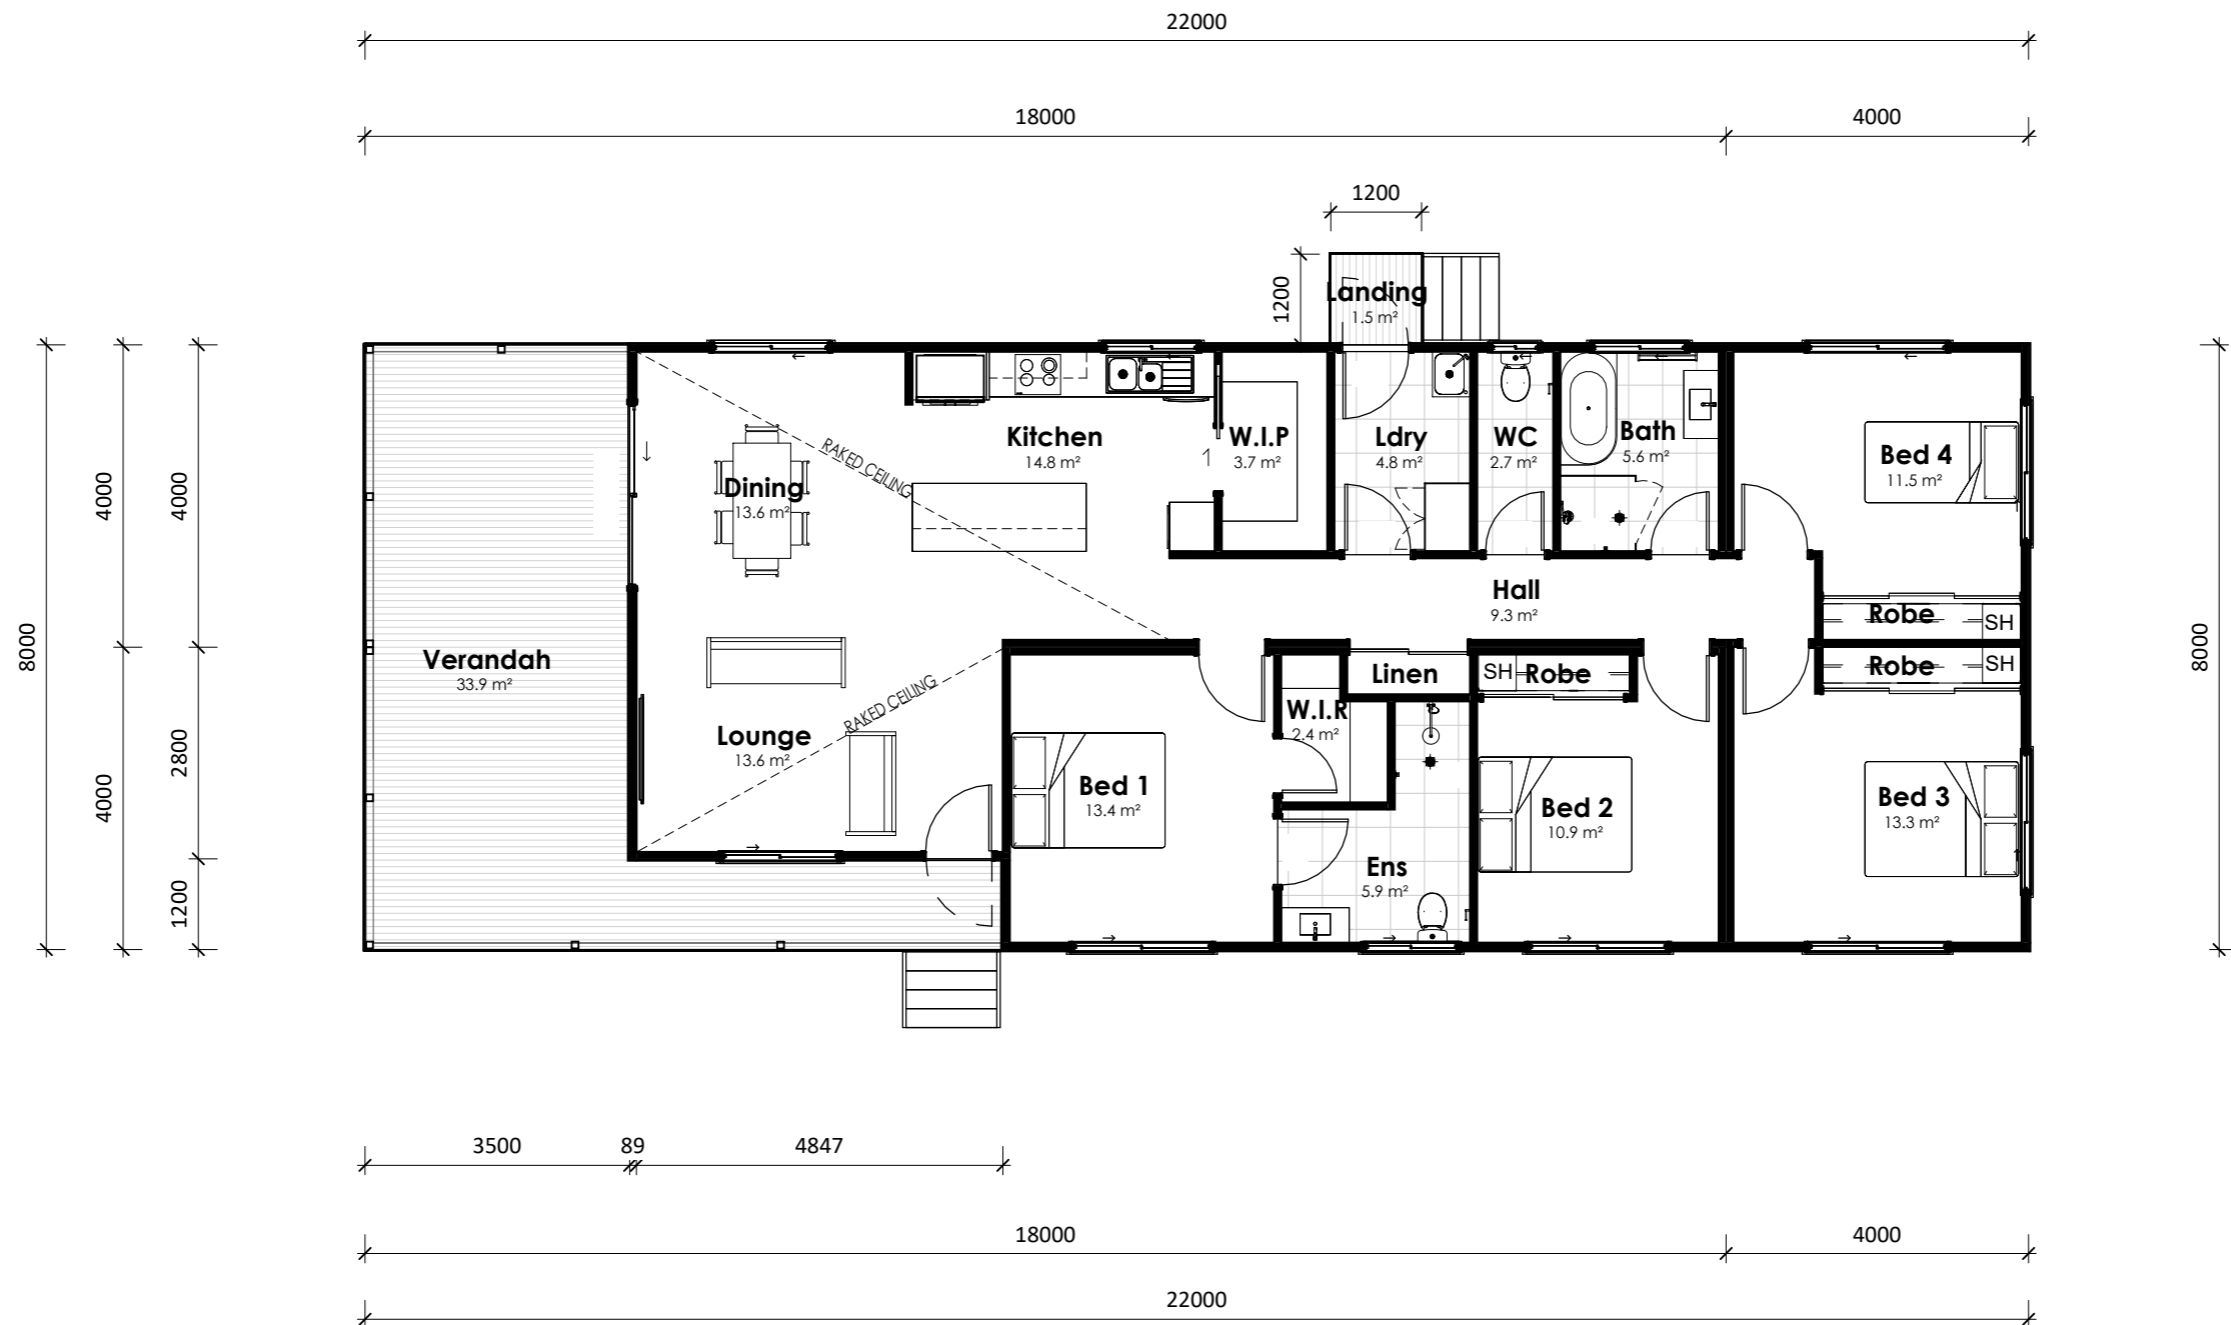 22000
18000
4000
1200
1200
Landing
1.5 m²
8000
4000
4000
4000
2800
1200
8000
Verandah
33.9 m²
Dining
13.6 m²
RAKED CEILING
Kitchen
14.8 m²
1
W.I.P
3.7 m²
Ldry
4.8 m²
WC
2.7 m²
Bath
5.6 m²
Bed 4
11.5 m²
Hall
9.3 m²
Robe
SH
Robe
SH
Lounge
13.6 m²
RAKED CEILING
Bed 1
13.4 m²
W.I.R
2.4 m²
Linen
SH
Robe
Ens
5.9 m²
Bed 2
10.9 m²
Bed 3
13.3 m²
3500
89
4847
18000
4000
22000